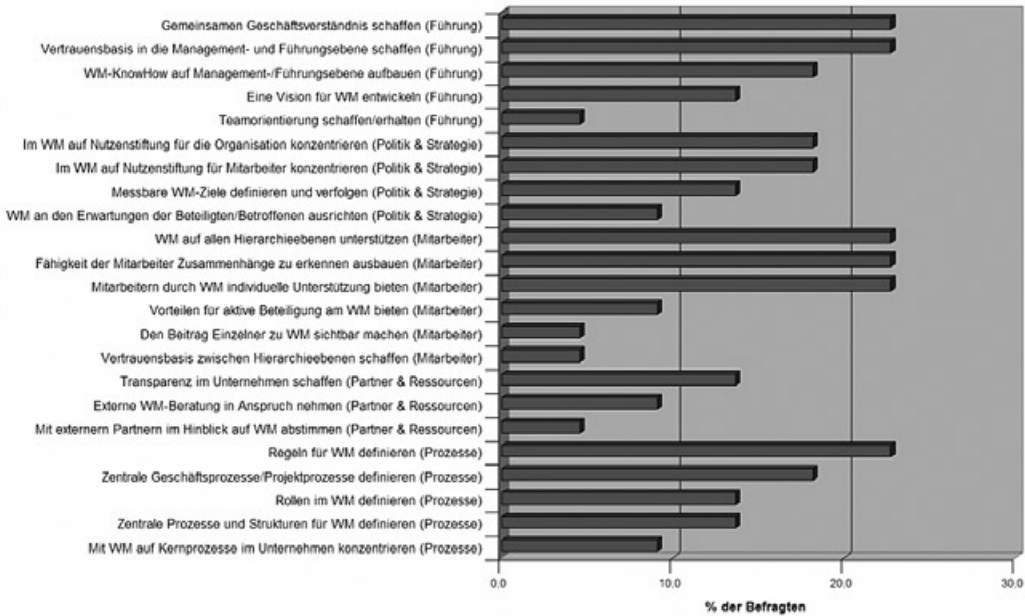 Gemeinsamen Geschäftsverständnis schaffen (Führung)
Vertrauensbasis in die Management- und Führungsebene schaffen (Führung)
WM-KnowHow auf Management-/Führungsebene aufbauen (Führung)
Eine Vision für WM entwickeln (Führung)
Teamorientierung schaffen/erhalten (Führung)
Im WM auf Nutzenstiftung für die Organisation konzentrieren (Politik & Strategie)
Im WM auf Nutzenstiftung für Mitarbeiter konzentrieren (Politik & Strategie)
Messbare WM-Ziele definieren und verfolgen (Politik & Strategie)
WM an den Erwartungen der Beteiligten/Betroffenen ausrichten (Politik & Strategie)
WM auf allen Hierarchieebenen unterstützen (Mitarbeiter)
Fähigkeit der Mitarbeiter Zusammenhänge zu erkennen ausbauen (Mitarbeiter)
Mitarbeitern durch WM individuelle Unterstützung bieten (Mitarbeiter)
Vorteilen für aktive Beteiligung am WM bieten (Mitarbeiter)
Den Beitrag Einzelner zu WM sichtbar machen (Mitarbeiter)
Vertrauensbasis zwischen Hierarchieebenen schaffen (Mitarbeiter)
Transparenz im Unternehmen schaffen (Partner & Ressourcen)
Externe WM-Beratung in Anspruch nehmen (Partner & Ressourcen)
Mit externern Partnern im Hinblick auf WM abstimmen (Partner & Ressourcen)
Regeln für WM definieren (Prozesse)
Zentrale Geschäftsprozesse/Projektprozesse definieren (Prozesse)
Rollen im WM definieren (Prozesse)
Zentrale Prozesse und Strukturen für WM definieren (Prozesse)
Mit WM auf Kernprozesse im Unternehmen konzentrieren (Prozesse)
0,0 10,0 20,0 30,0
% der Befragten